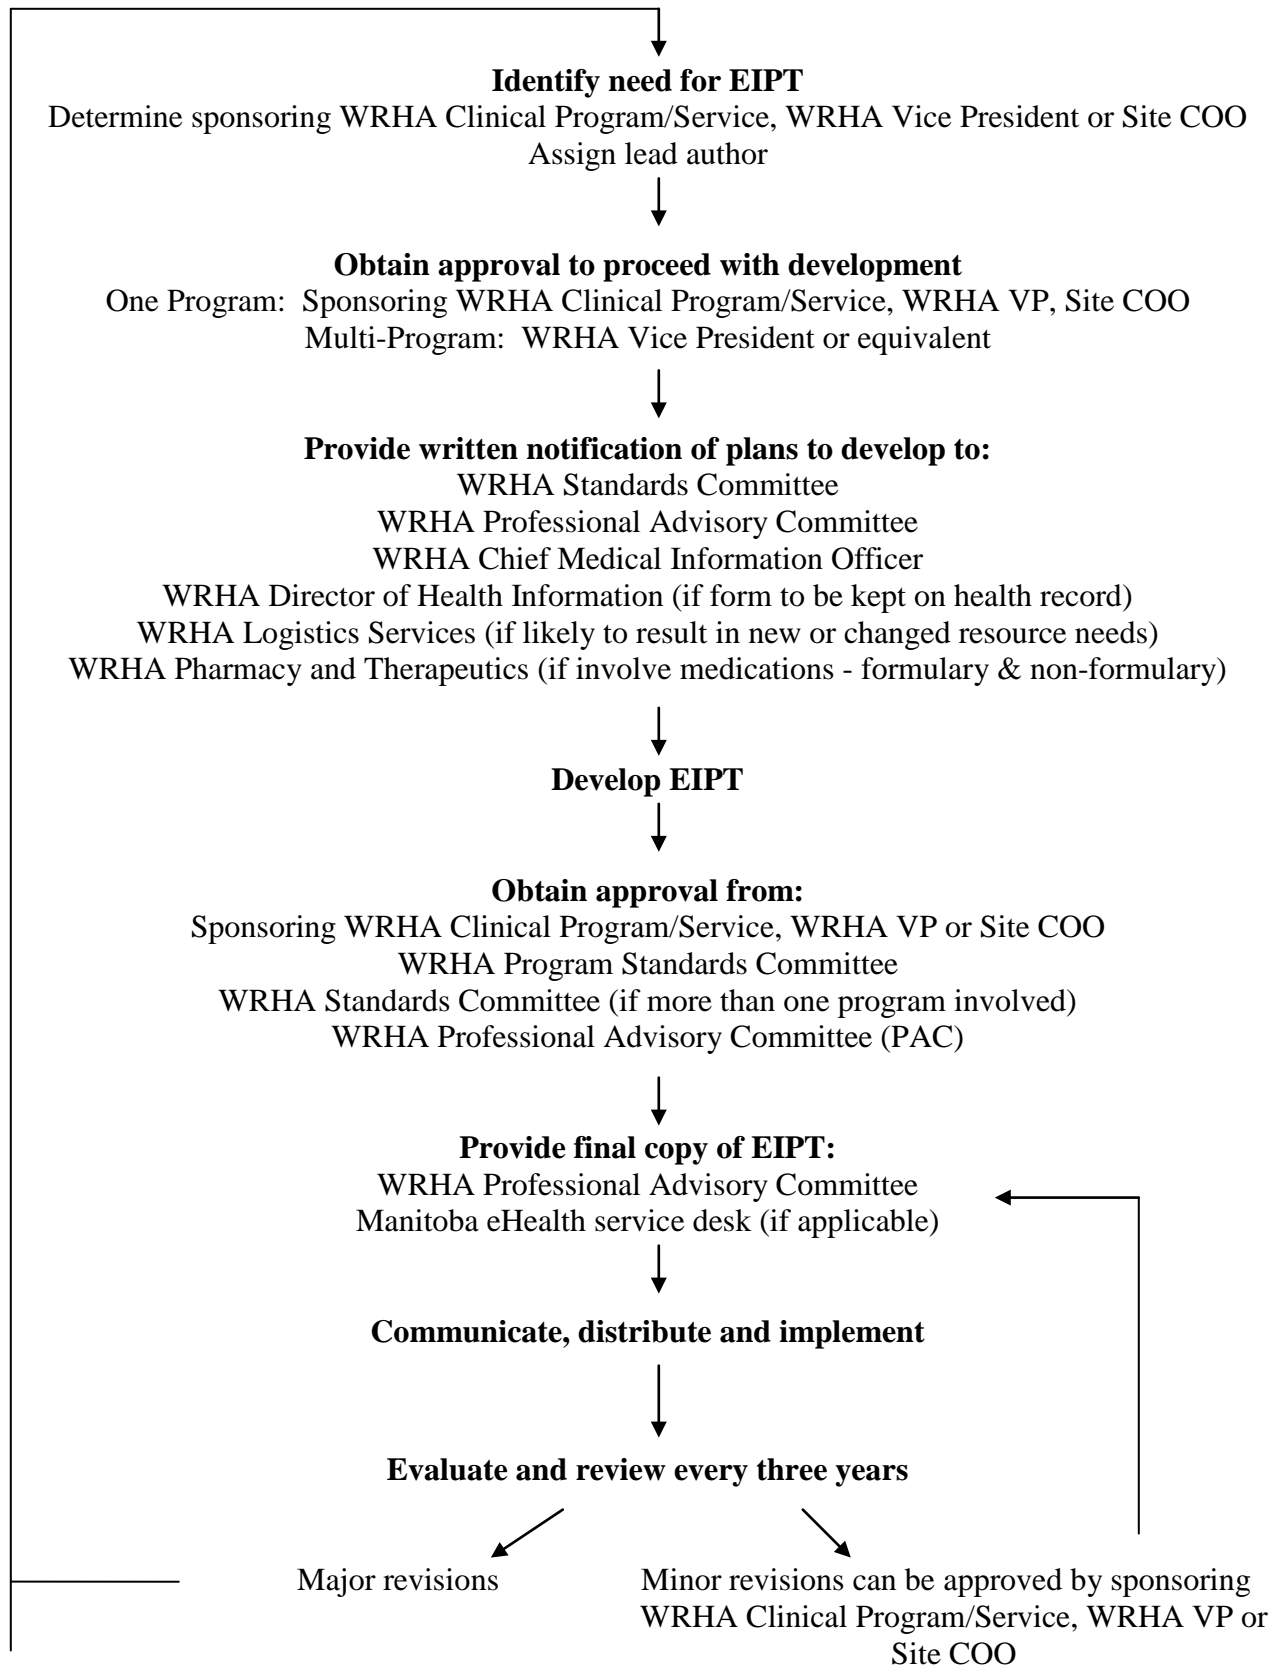 Identify need for EIPT
Determine sponsoring WRHA Clinical Program/Service, WRHA Vice President or Site COO
Assign lead author
Obtain approval to proceed with development
One Program: Sponsoring WRHA Clinical Program/Service, WRHA VP, Site COO
Multi-Program: WRHA Vice President or equivalent
Provide written notification of plans to develop to:
WRHA Standards Committee
WRHA Professional Advisory Committee
WRHA Chief Medical Information Officer
WRHA Director of Health Information (if form to be kept on health record)
WRHA Logistics Services (if likely to result in new or changed resource needs)
WRHA Pharmacy and Therapeutics (if involve medications - formulary & non-formulary)
Develop EIPT
Obtain approval from:
Sponsoring WRHA Clinical Program/Service, WRHA VP or Site COO
WRHA Program Standards Committee
WRHA Standards Committee (if more than one program involved)
WRHA Professional Advisory Committee (PAC)
Provide final copy of EIPT:
WRHA Professional Advisory Committee
Manitoba eHealth service desk (if applicable)
Communicate, distribute and implement
Evaluate and review every three years
Major revisions
Minor revisions can be approved by sponsoring
WRHA Clinical Program/Service, WRHA VP or
Site COO